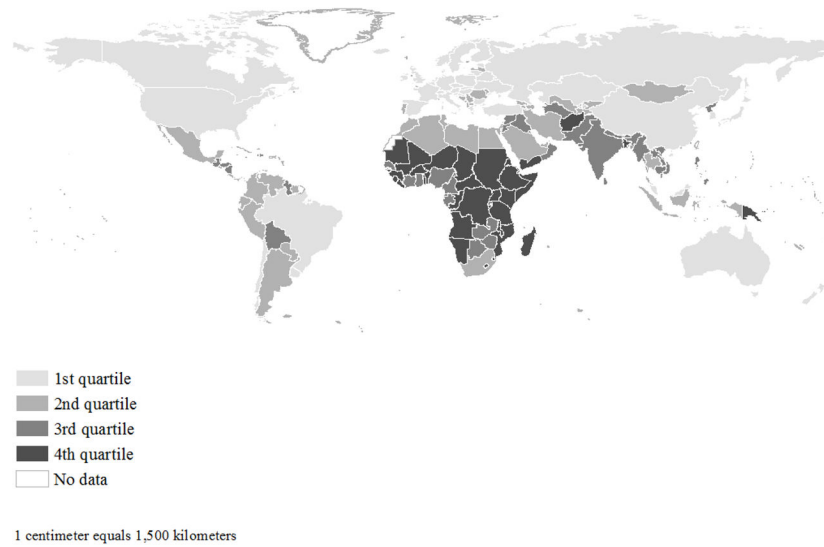 1st quartile
2nd quartile
3rd quartile
4th quartile
No data
1 centimeter equals 1,500 kilometers